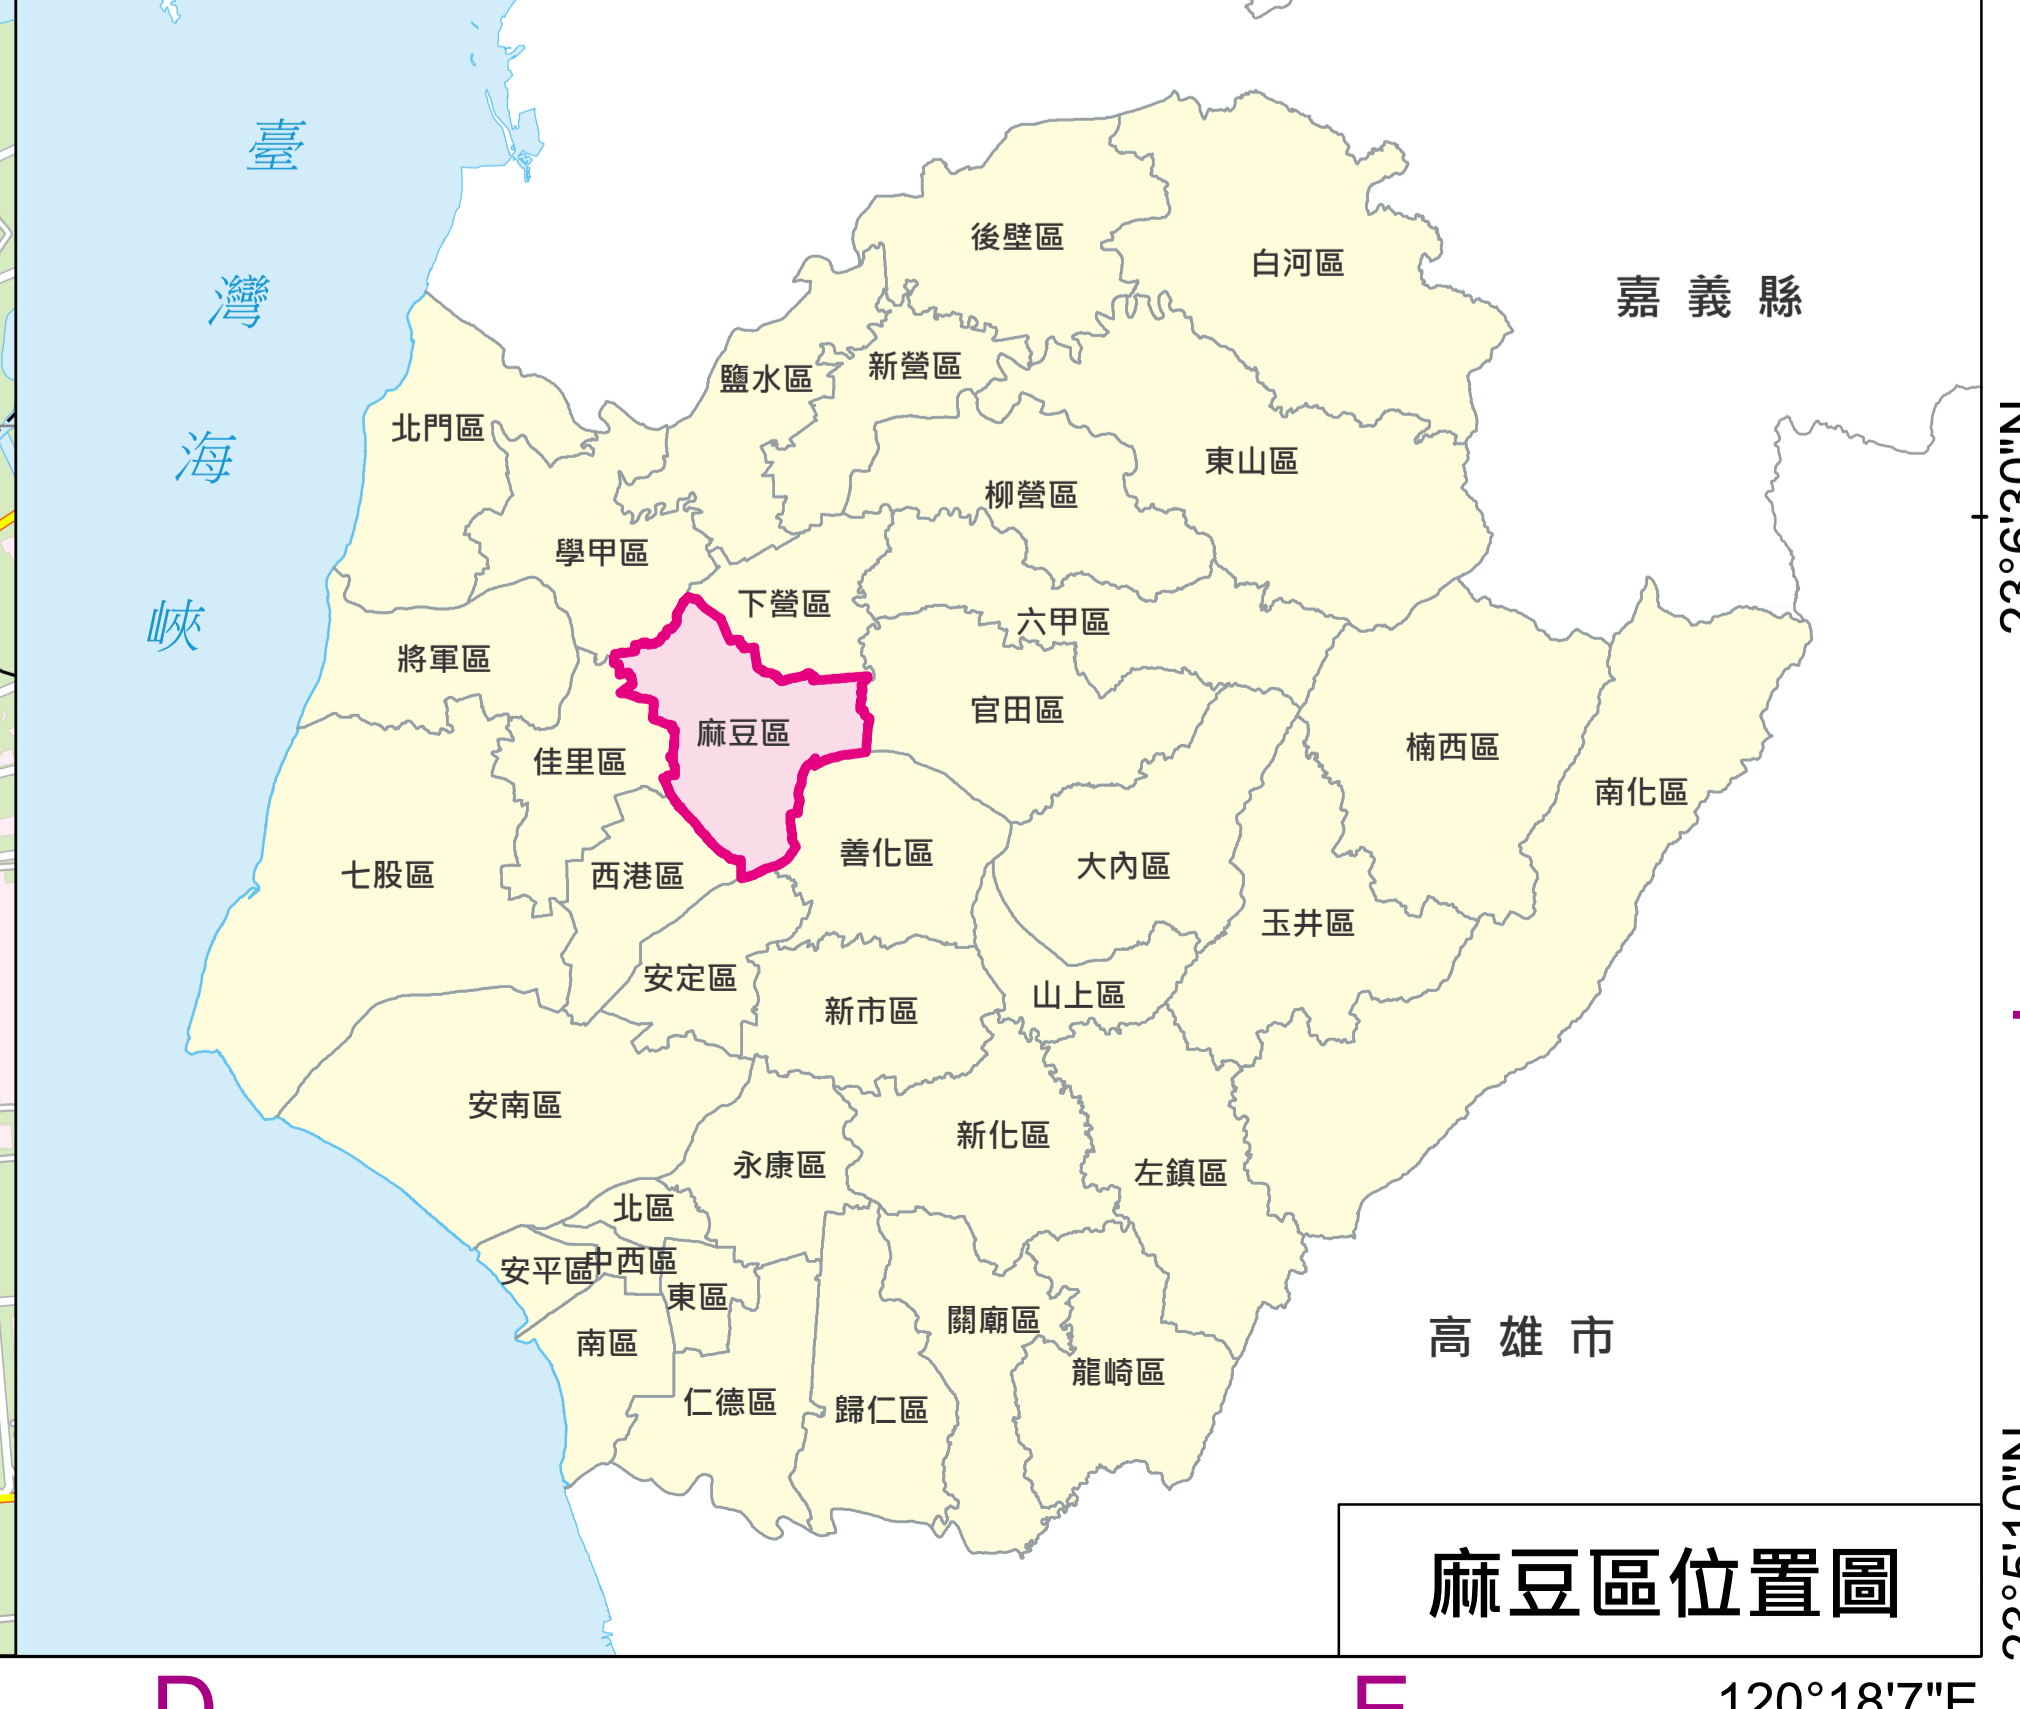 臺灣海峽
後壁區
白河區
嘉義縣
新營區
鹽水區
北門區
東山區
柳營區
學甲區
下營區
六甲區
將軍區
官田區
麻豆區
楠西區
佳里區
南化區
善化區
大內區
七股區
西港區
玉井區
安定區
山上區
新市區
安南區
新化區
永康區
左鎮區
北區
中西區
安平區
東區
關廟區
高雄市
南區
龍崎區
仁德區
歸仁區
麻豆區位置圖
120°18'7"E